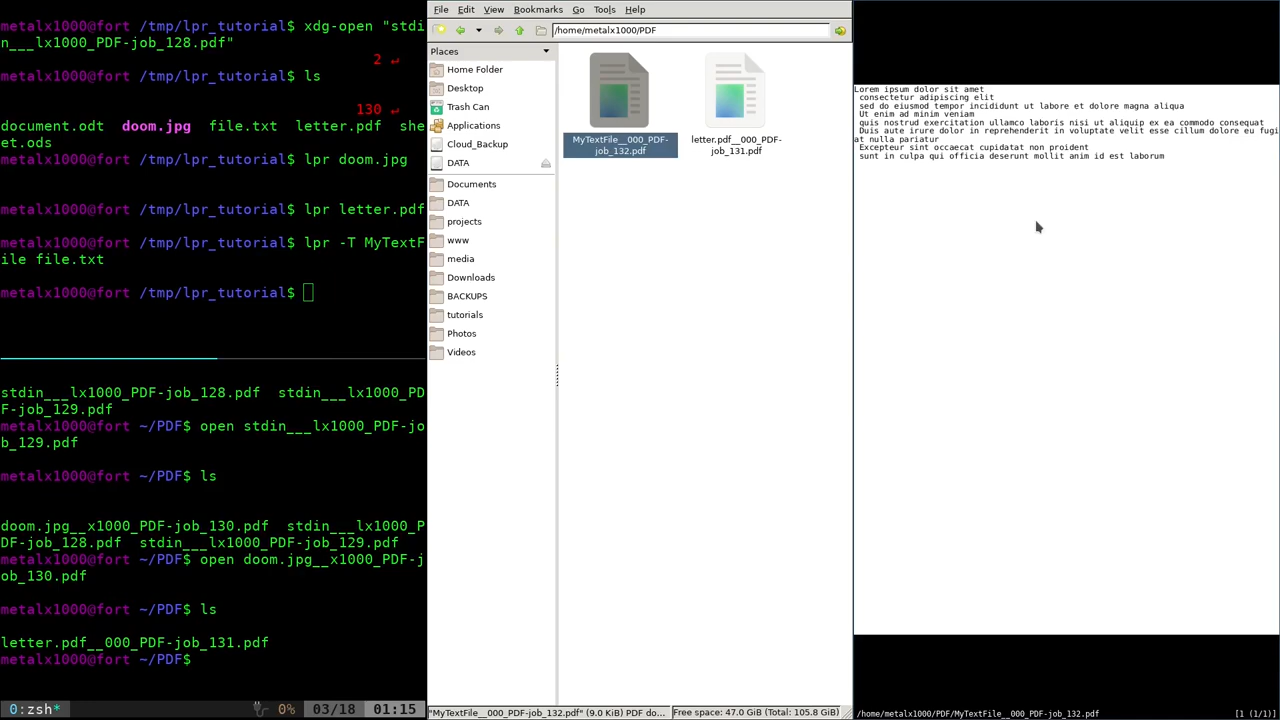 metalx1000@fort /tmp/lpr_tutorial$ xdg-open "stdi
n___lx1000_PDF-job_128.pdf"
2 ↵
metalx1000@fort /tmp/lpr_tutorial$ ls
130 ↵
document.odt  doom.jpg  file.txt  letter.pdf  she
et.ods
metalx1000@fort /tmp/lpr_tutorial$ lpr doom.jpg
metalx1000@fort /tmp/lpr_tutorial$ lpr letter.pdf
metalx1000@fort /tmp/lpr_tutorial$ lpr -T MyTextF
ile file.txt
metalx1000@fort /tmp/lpr_tutorial$
stdin___lx1000_PDF-job_128.pdf  stdin___lx1000_PD
F-job_129.pdf
metalx1000@fort ~/PDF$ open stdin___lx1000_PDF-jo
b_129.pdf
metalx1000@fort ~/PDF$ ls
doom.jpg__x1000_PDF-job_130.pdf  stdin___lx1000_P
DF-job_128.pdf  stdin___lx1000_PDF-job_129.pdf
metalx1000@fort ~/PDF$ open doom.jpg__x1000_PDF-j
ob_130.pdf
metalx1000@fort ~/PDF$ ls
letter.pdf__000_PDF-job_131.pdf
metalx1000@fort ~/PDF$
0:zsh* 0% 03/18 01:15
File Edit View Bookmarks Go Tools Help
/home/metalx1000/PDF
Places
Home Folder
Desktop
Trash Can
Applications
Cloud_Backup
DATA
Documents
DATA
projects
www
media
Downloads
BACKUPS
tutorials
Photos
Videos
MyTextFile__000_PDF-
job_132.pdf
letter.pdf__000_PDF-
job_131.pdf
"MyTextFile__000_PDF-job_132.pdf" (9.0 KiB) PDF do...
Free space: 47.0 GiB (Total: 105.8 GiB)
Lorem ipsum dolor sit amet
consectetur adipiscing elit
sed do eiusmod tempor incididunt ut labore et dolore magna aliqua
Ut enim ad minim veniam
quis nostrud exercitation ullamco laboris nisi ut aliquip ex ea commodo consequat
Duis aute irure dolor in reprehenderit in voluptate velit esse cillum dolore eu fugi
at nulla pariatur
Excepteur sint occaecat cupidatat non proident
sunt in culpa qui officia deserunt mollit anim id est laborum
/home/metalx1000/PDF/MyTextFile__000_PDF-job_132.pdf
[1 (1/1)]